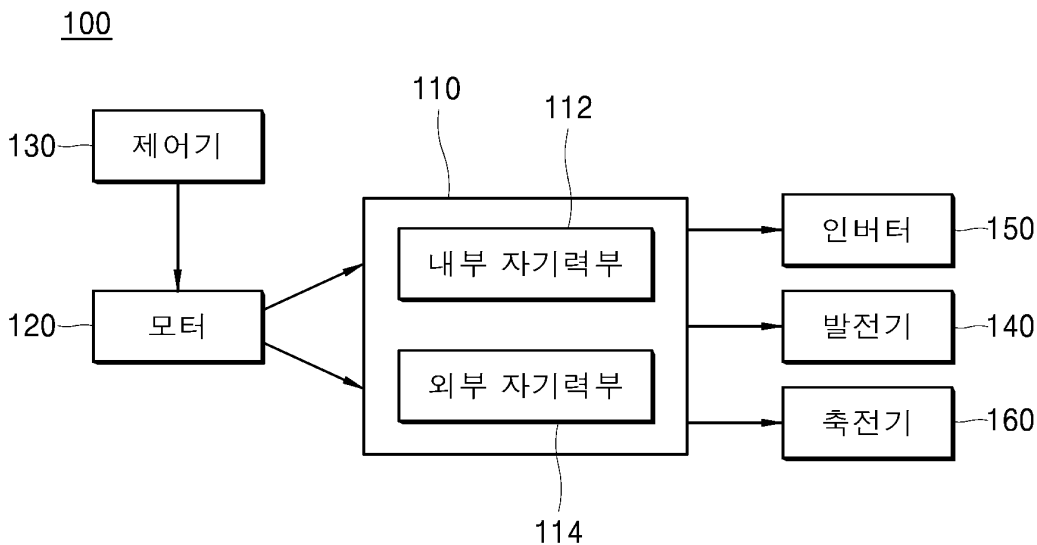 100
110
112
130
제어기
인버터
150
내부 자기력부
120
모터
발전기
140
외부 자기력부
축전기
160
114